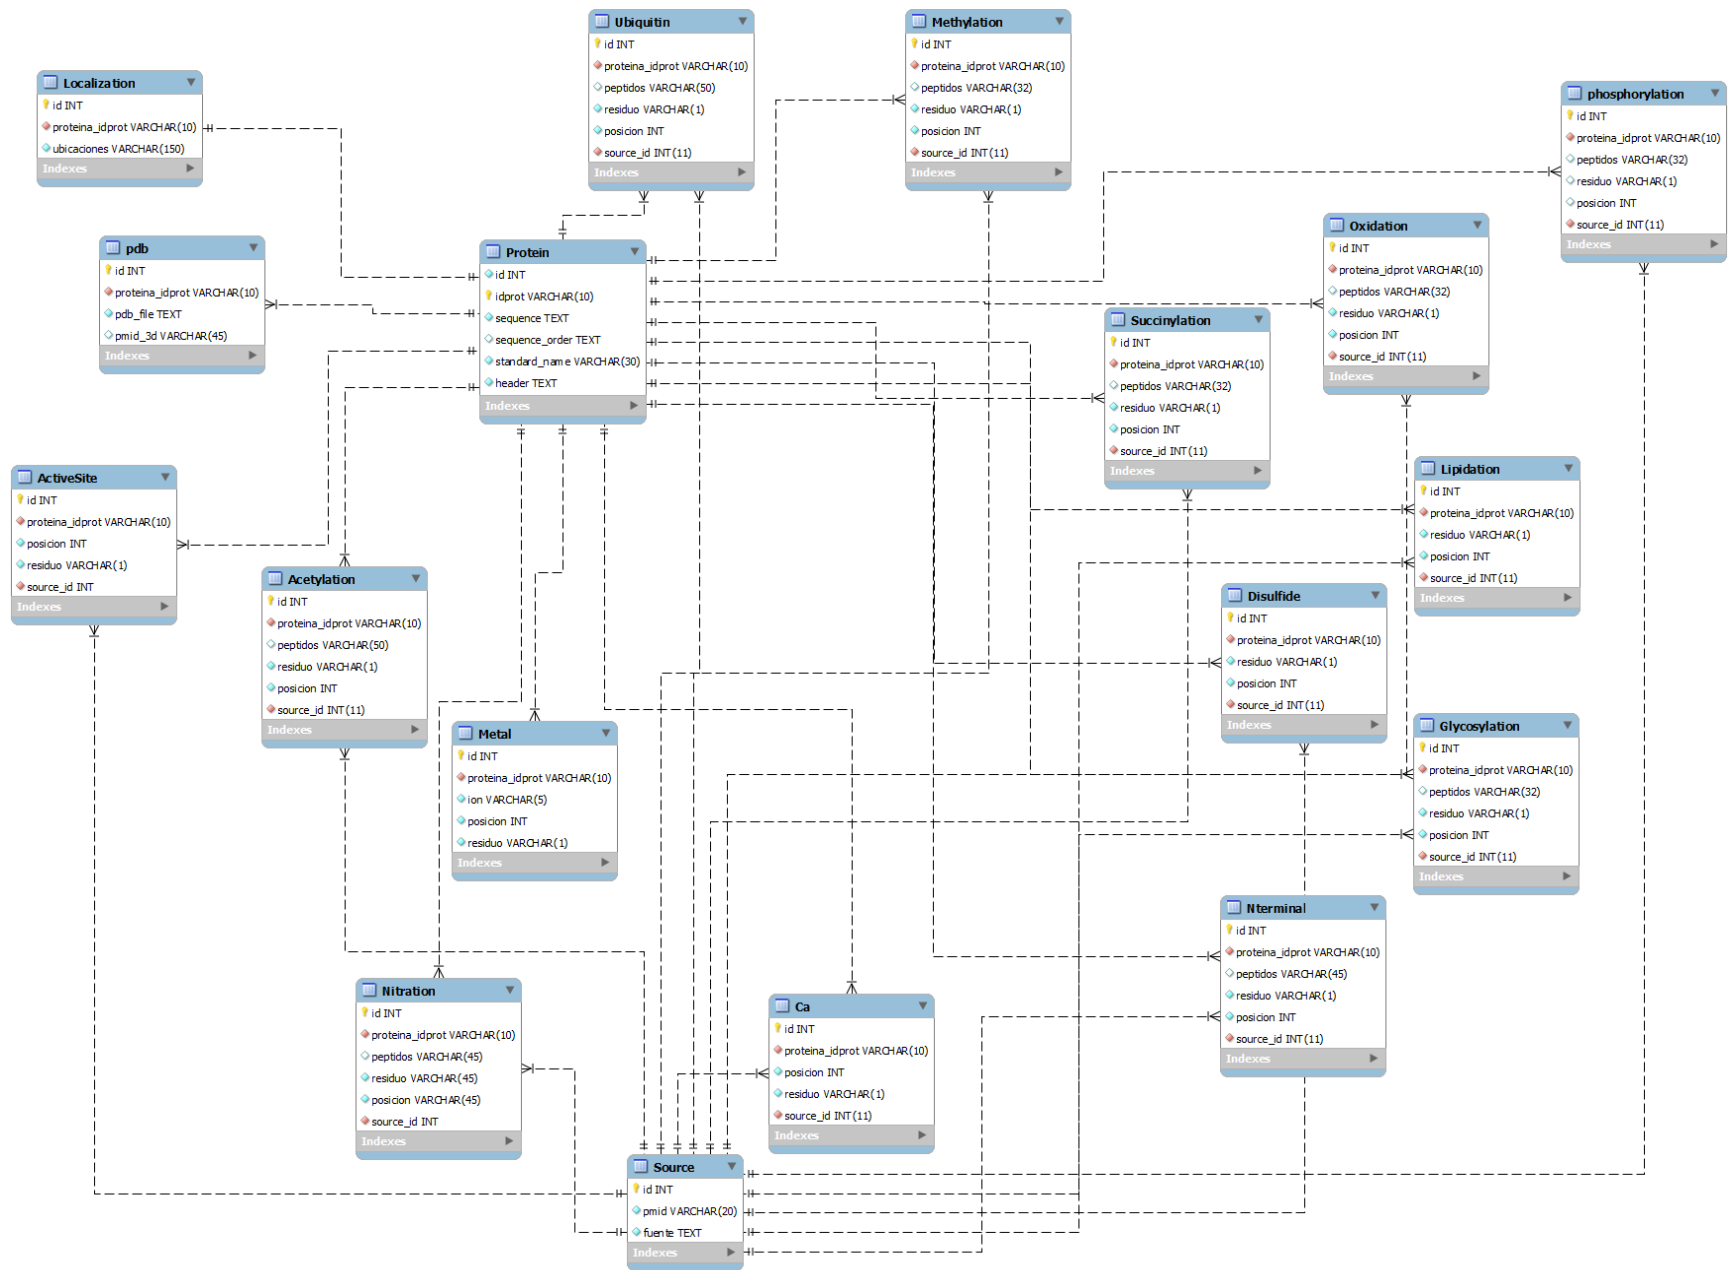 Ubiquitin
id INT
proteina_idprot VARCHAR(10)
peptidos VARCHAR(50)
residuo VARCHAR(1)
posicion INT
source_id INT(11)
Indexes
Methylation
id INT
proteina_idprot VARCHAR(10)
peptidos VARCHAR(32)
residuo VARCHAR(1)
posicion INT
source_id INT(11)
Indexes
Localization
id INT
proteina_idprot VARCHAR(10)
ubicaciones VARCHAR(150)
Indexes
phosphorylation
id INT
proteina_idprot VARCHAR(10)
peptidos VARCHAR(32)
residuo VARCHAR(1)
posicion INT
source_id INT(11)
Indexes
pdb
id INT
proteina_idprot VARCHAR(10)
pdb_file TEXT
pmid_3d VARCHAR(45)
Indexes
Protein
id INT
idprot VARCHAR(10)
sequence TEXT
sequence_order TEXT
standard_name VARCHAR(30)
header TEXT
Indexes
Oxidation
id INT
proteina_idprot VARCHAR(10)
peptidos VARCHAR(32)
residuo VARCHAR(1)
posicion INT
source_id INT(11)
Indexes
Succinylation
id INT
proteina_idprot VARCHAR(10)
peptidos VARCHAR(32)
residuo VARCHAR(1)
posicion INT
source_id INT(11)
Indexes
ActiveSite
id INT
proteina_idprot VARCHAR(10)
posicion INT
residuo VARCHAR(1)
source_id INT
Indexes
Lipidation
id INT
proteina_idprot VARCHAR(10)
residuo VARCHAR(1)
posicion INT
source_id INT(11)
Indexes
Acetylation
id INT
proteina_idprot VARCHAR(10)
peptidos VARCHAR(50)
residuo VARCHAR(1)
posicion INT
source_id INT(11)
Indexes
Disulfide
id INT
proteina_idprot VARCHAR(10)
residuo VARCHAR(1)
posicion INT
source_id INT(11)
Indexes
Metal
id INT
proteina_idprot VARCHAR(10)
ion VARCHAR(5)
posicion INT
residuo VARCHAR(1)
Indexes
Glycosylation
id INT
proteina_idprot VARCHAR(10)
peptidos VARCHAR(32)
residuo VARCHAR(1)
posicion INT
source_id INT(11)
Indexes
Nterminal
id INT
proteina_idprot VARCHAR(10)
peptidos VARCHAR(45)
residuo VARCHAR(1)
posicion INT
source_id INT(11)
Indexes
Nitration
id INT
proteina_idprot VARCHAR(10)
peptidos VARCHAR(45)
residuo VARCHAR(45)
posicion VARCHAR(45)
source_id INT
Indexes
Ca
id INT
proteina_idprot VARCHAR(10)
posicion INT
residuo VARCHAR(1)
source_id INT(11)
Indexes
Source
id INT
pmid VARCHAR(20)
fuente TEXT
Indexes